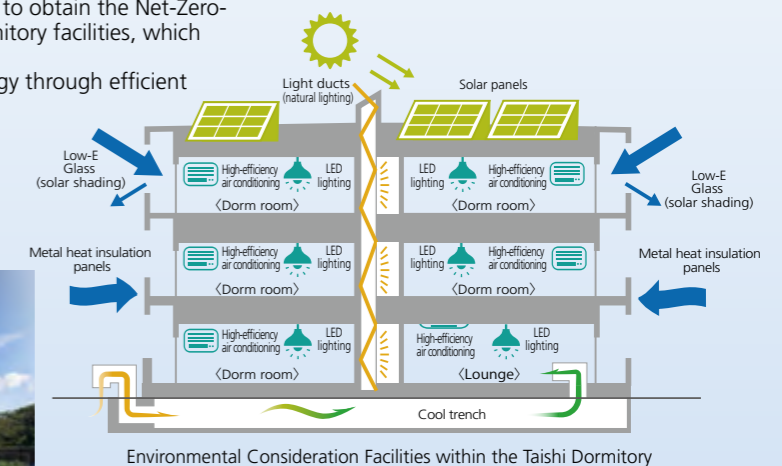 to obtain the Net-Zero-
mitory facilities, which
gy through efficient
Light ducts
(natural lighting)
Solar panels
Low-E
Glass
(solar shading)
High-efficiency
air conditioning
LED
lighting
〈Dorm room〉
LED
lighting
High-efficiency
air conditioning
〈Dorm room〉
Low-E
Glass
(solar shading)
Metal heat insulation
panels
High-efficiency
air conditioning
LED
lighting
〈Dorm room〉
LED
lighting
High-efficiency
air conditioning
〈Dorm room〉
Metal heat insulation
panels
High-efficiency
air conditioning
LED
lighting
〈Dorm room〉
High-efficiency
air conditioning
LED
lighting
〈Lounge〉
Cool trench
Environmental Consideration Facilities within the Taishi Dormitory